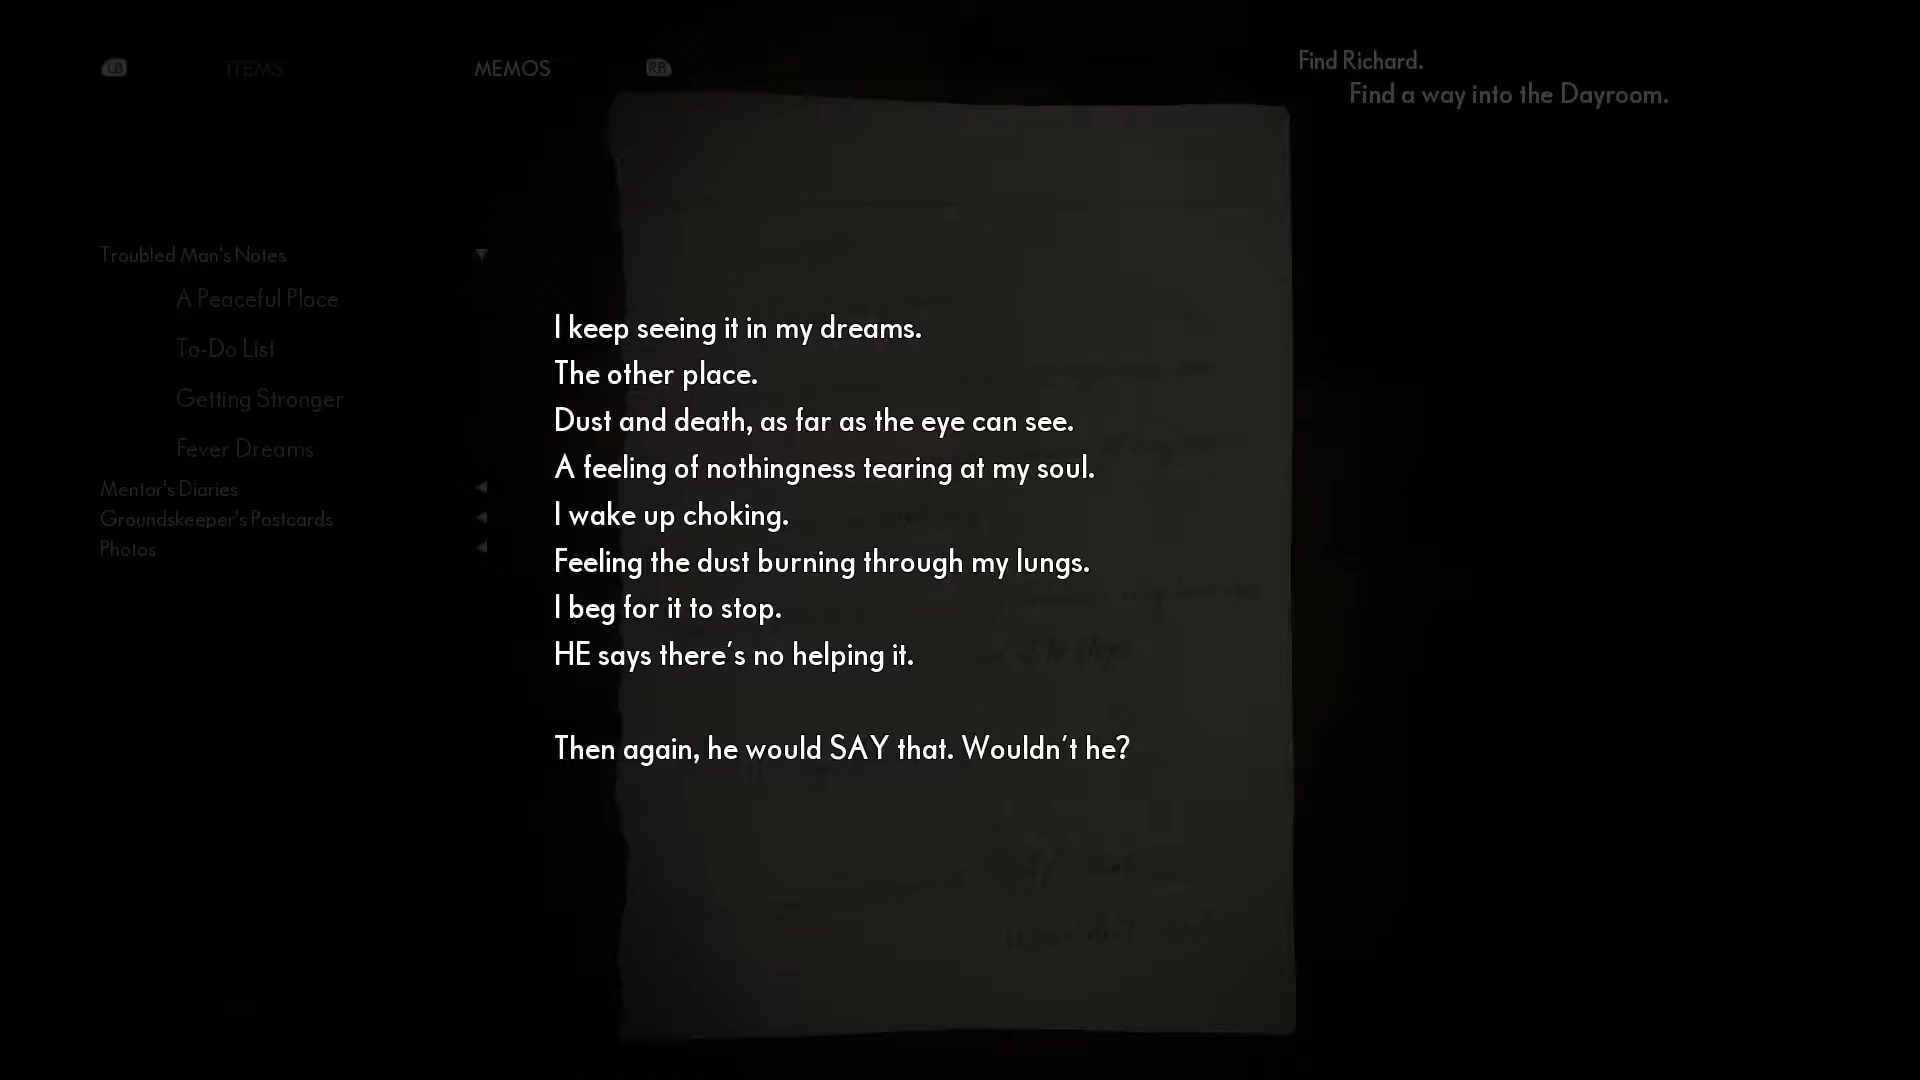 LB ITEMS MEMOS RB
Find Richard.
Find a way into the Dayroom.
Troubled Man's Notes
A Peaceful Place
To-Do List
Getting Stronger
Fever Dreams
Mentor's Diaries
Groundskeeper's Postcards
Photos
I keep seeing it in my dreams.
The other place.
Dust and death, as far as the eye can see.
A feeling of nothingness tearing at my soul.
I wake up choking.
Feeling the dust burning through my lungs.
I beg for it to stop.
HE says there's no helping it.
Then again, he would SAY that. Wouldn't he?